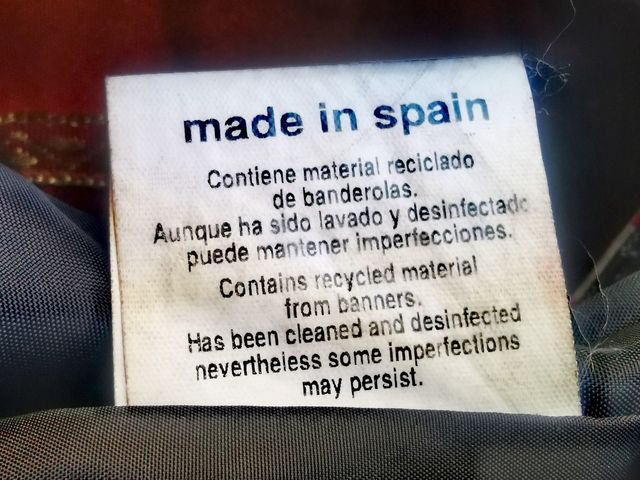 made in spain
Contiene material reciclado
de banderolas.
Aunque ha sido lavado y desinfectado
puede mantener imperfecciones.
Contains recycled material
from banners.
Has been cleaned and desinfected
nevertheless some imperfections
may persist.